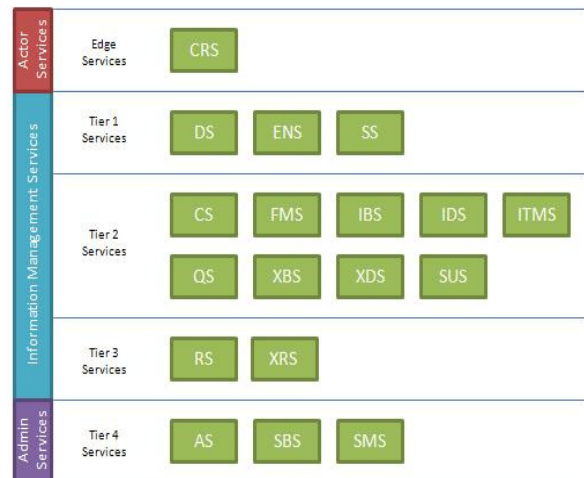 Actor
Services
Edge
Services
CRS
Information Management Services
Tier 1
Services
DS
ENS
SS
Tier 2
Services
CS
FMS
IBS
IDS
ITMS
QS
XBS
XDS
SUS
Tier 3
Services
RS
XRS
Admin
Services
Tier 4
Services
AS
SBS
SMS